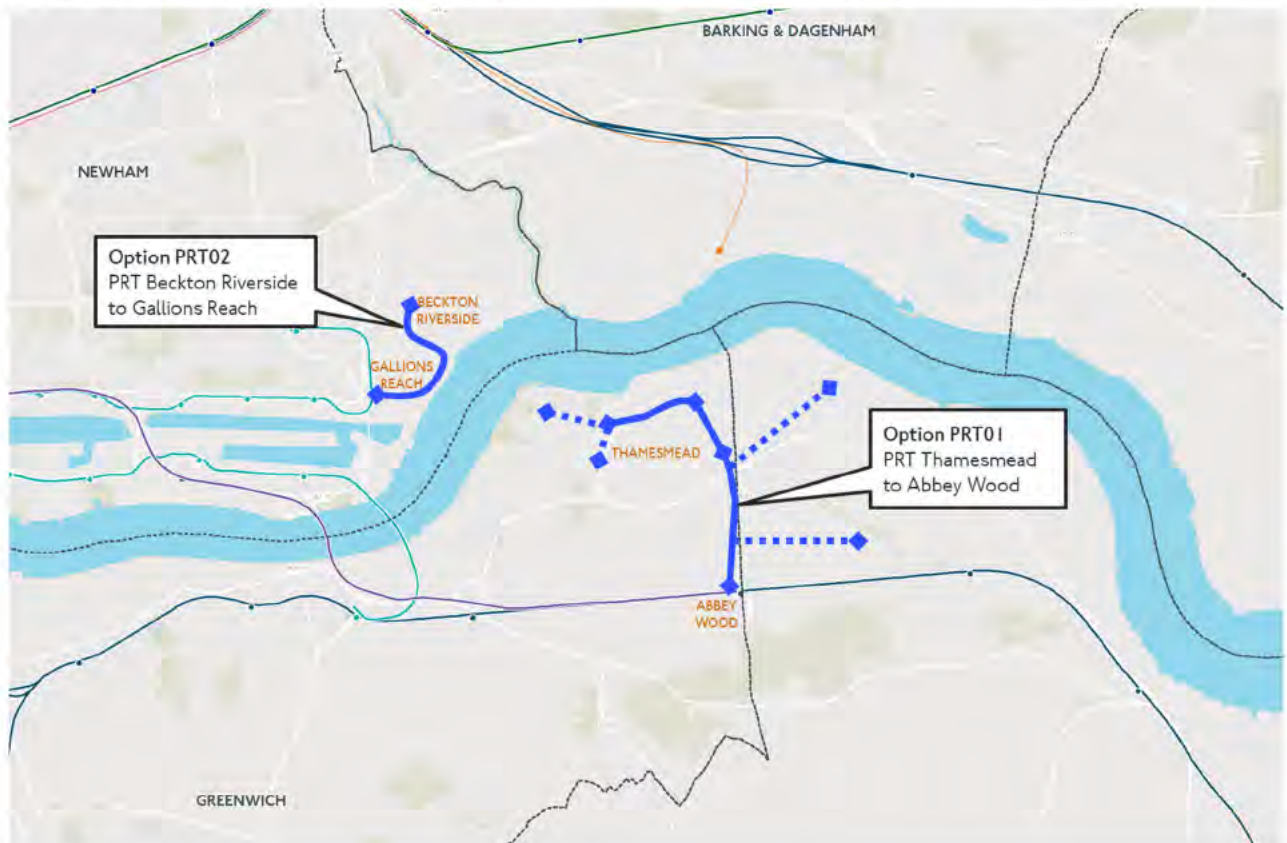 BARKING & DAGENHAM
NEWHAM
Option PRT02
PRT Beckton Riverside
to Gallions Reach
BECKTON
RIVERSIDE
GALLIONS
REACH
THAMESMEAD
Option PRT01
PRT Thamesmead
to Abbey Wood
ABBEY
WOOD
GREENWICH